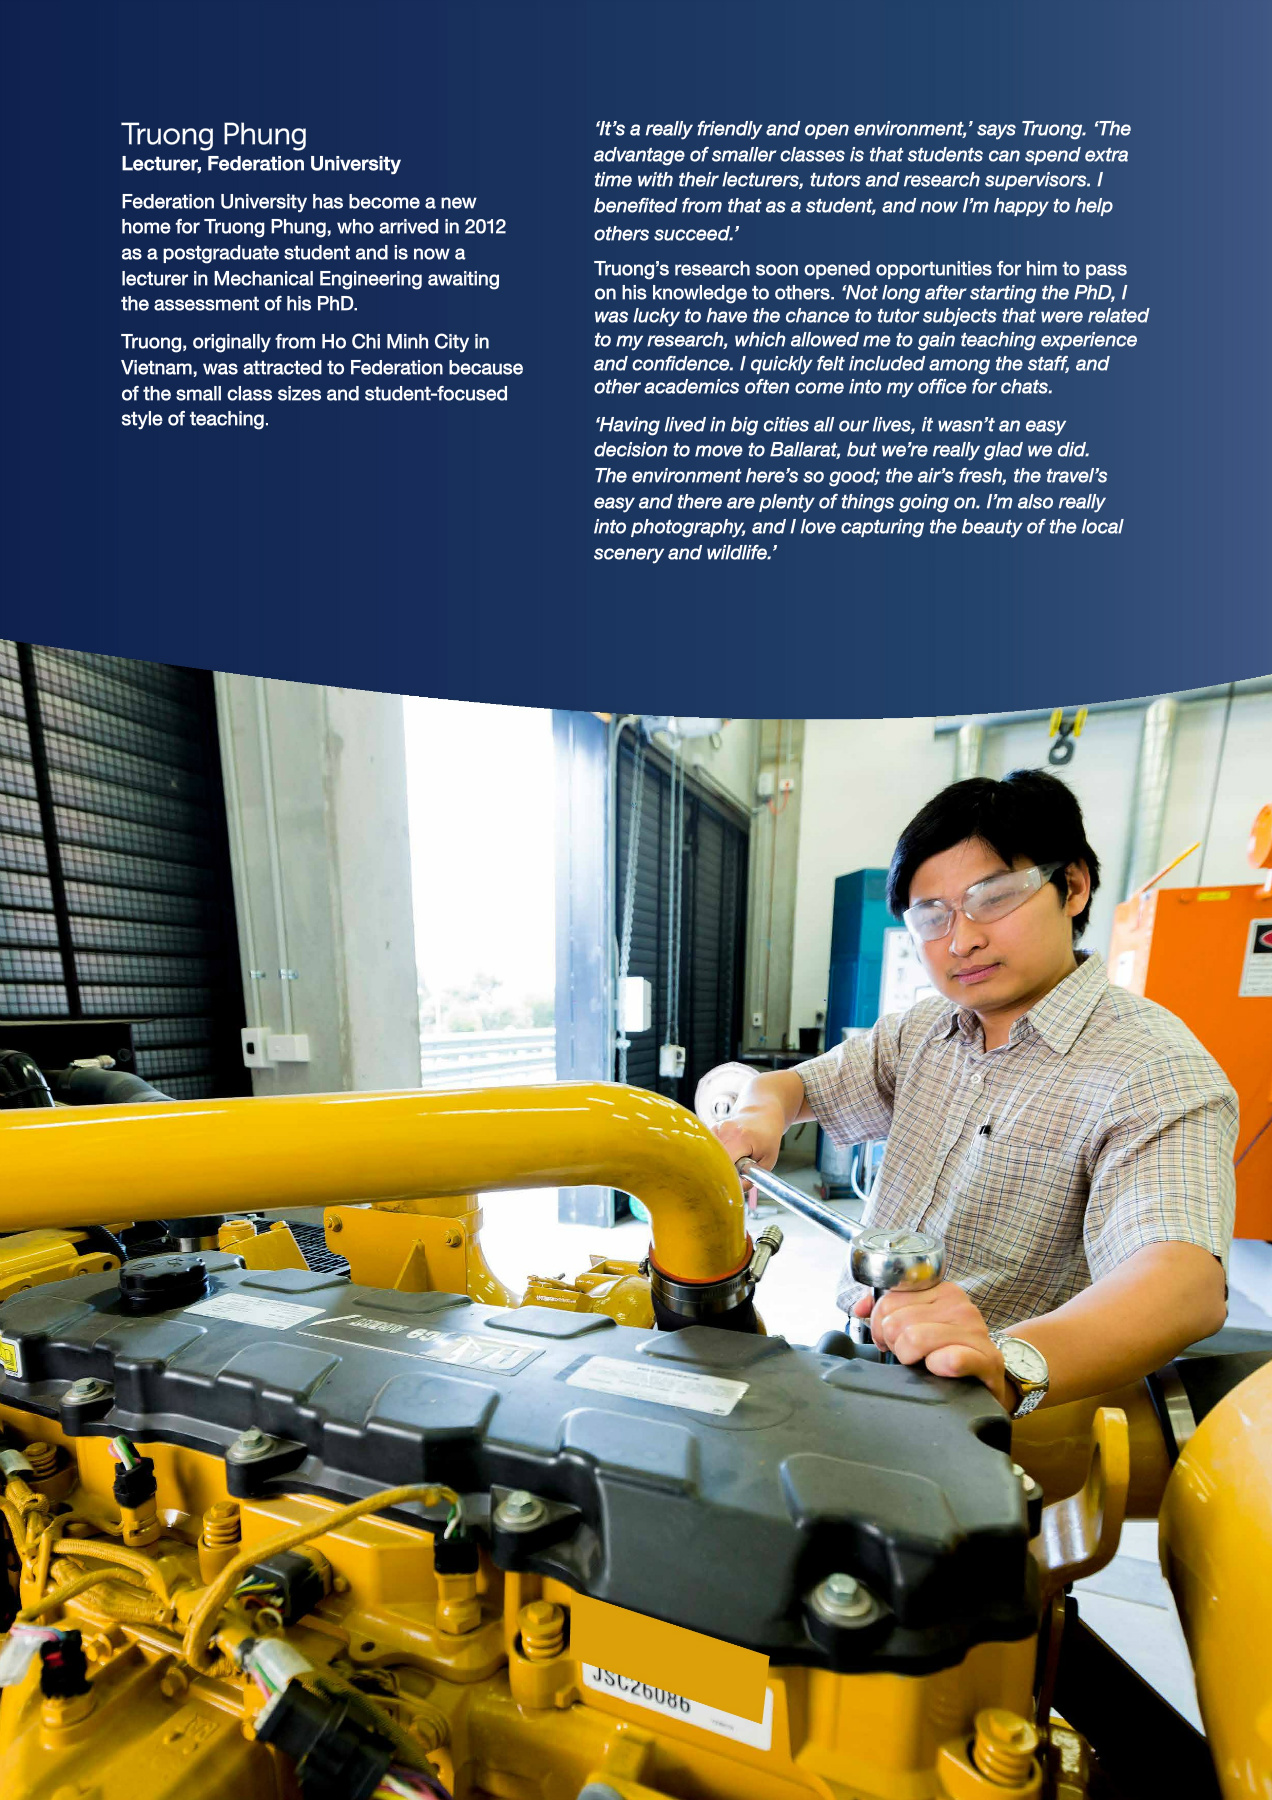 Truong Phung
Lecturer, Federation University
Federation University has become a new
home for Truong Phung, who arrived in 2012
as a postgraduate student and is now a
lecturer in Mechanical Engineering awaiting
the assessment of his PhD.
Truong, originally from Ho Chi Minh City in
Vietnam, was attracted to Federation because
of the small class sizes and student-focused
style of teaching.
‘It’s a really friendly and open environment,’ says Truong. ‘The
advantage of smaller classes is that students can spend extra
time with their lecturers, tutors and research supervisors. I
benefited from that as a student, and now I’m happy to help
others succeed.’
Truong’s research soon opened opportunities for him to pass
on his knowledge to others. ‘Not long after starting the PhD, I
was lucky to have the chance to tutor subjects that were related
to my research, which allowed me to gain teaching experience
and confidence. I quickly felt included among the staff, and
other academics often come into my office for chats.
‘Having lived in big cities all our lives, it wasn’t an easy
decision to move to Ballarat, but we’re really glad we did.
The environment here’s so good; the air’s fresh, the travel’s
easy and there are plenty of things going on. I’m also really
into photography, and I love capturing the beauty of the local
scenery and wildlife.’
JSC26086